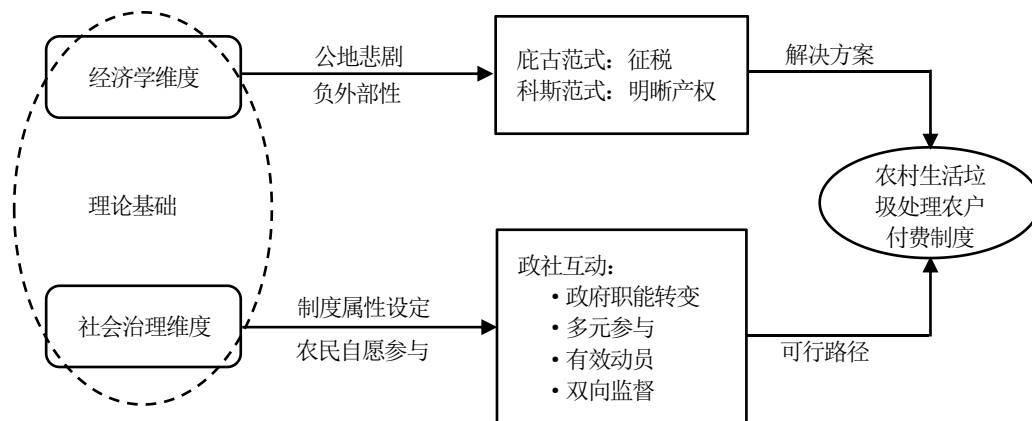 经济学维度
公地悲剧
负外部性
庇古范式：征税
科斯范式：明晰产权
解决方案
理论基础
农村生活垃
圾处理农户
付费制度
社会治理维度
制度属性设定
农民自愿参与
政社互动：
•政府职能转变
•多元参与
•有效动员
•双向监督
可行路径